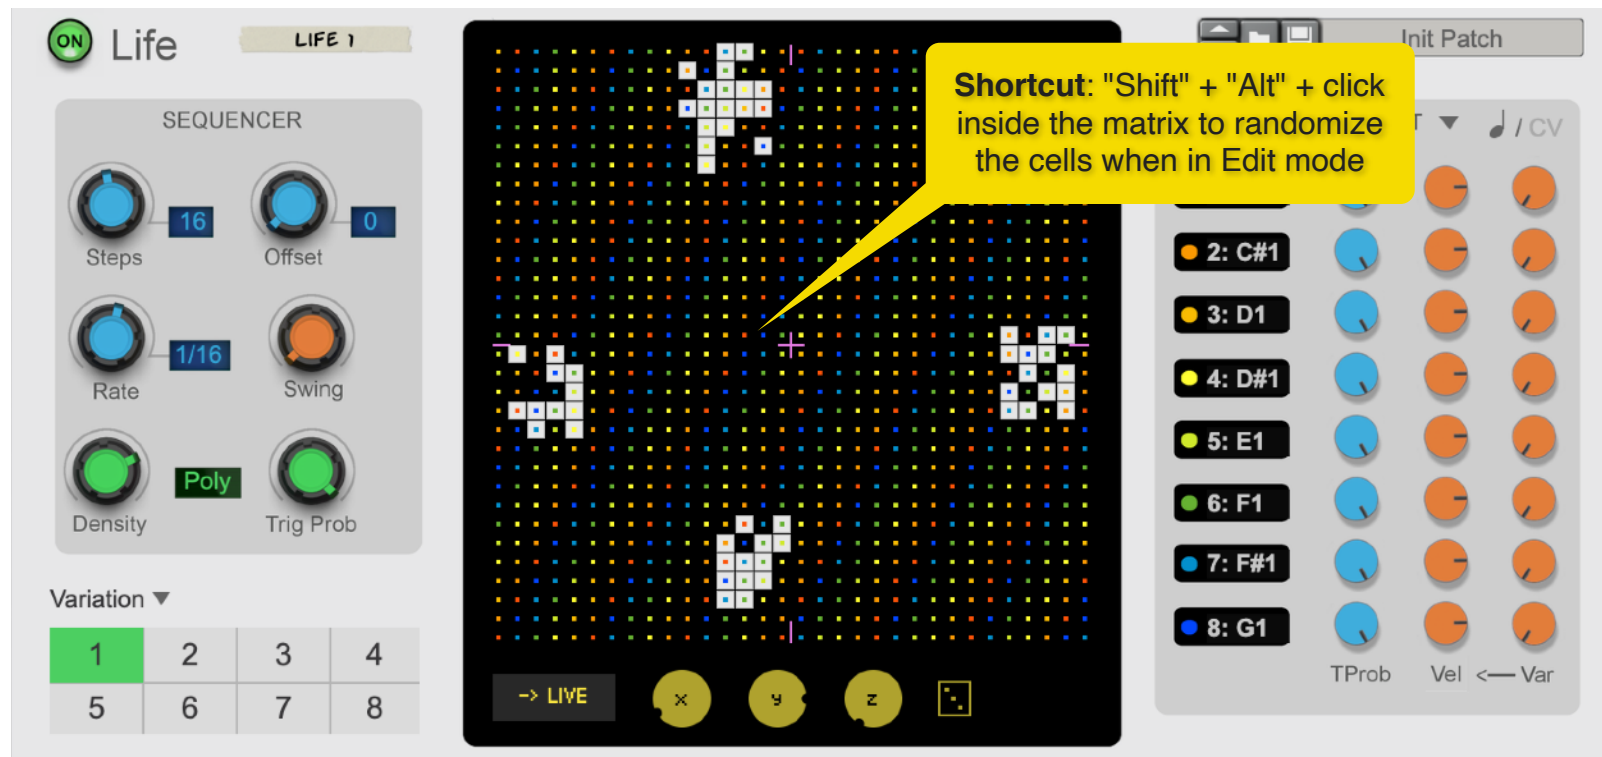 ON
Life
LIFE 1
Init Patch
SEQUENCER
16
Steps
0
Offset
1/16
Rate
Swing
Poly
Density
Trig Prob
Variation
1 2 3 4
5 6 7 8
Shortcut: "Shift" + "Alt" + click
inside the matrix to randomize
the cells when in Edit mode
-> LIVE
x
y
z
T
/ CV
2: C#1
3: D1
4: D#1
5: E1
6: F1
7: F#1
8: G1
TProb
Vel
<— Var